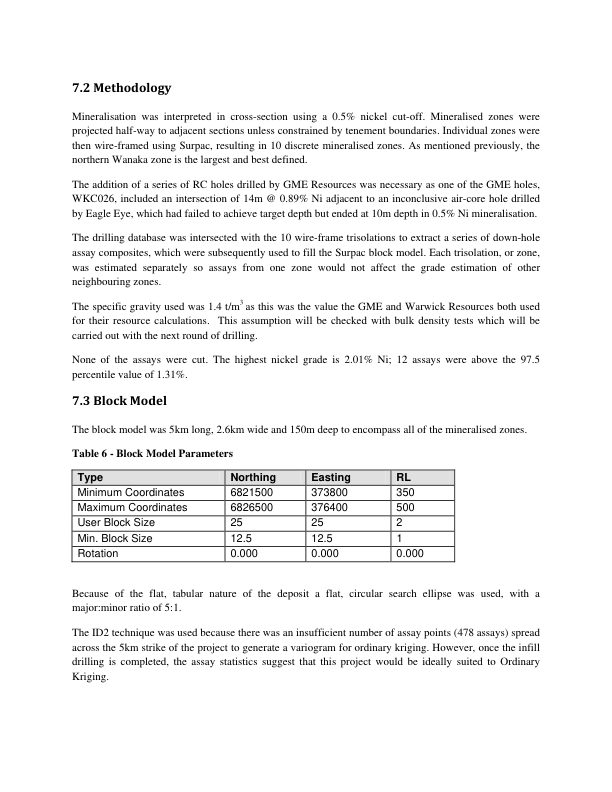 7.2 Methodology
Mineralisation was interpreted in cross-section using a 0.5% nickel cut-off. Mineralised zones were
projected half-way to adjacent sections unless constrained by tenement boundaries. Individual zones were
then wire-framed using Surpac, resulting in 10 discrete mineralised zones. As mentioned previously, the
northern Wanaka zone is the largest and best defined.
The addition of a series of RC holes drilled by GME Resources was necessary as one of the GME holes,
WKC026, included an intersection of 14m @ 0.89% Ni adjacent to an inconclusive air-core hole drilled
by Eagle Eye, which had failed to achieve target depth but ended at 10m depth in 0.5% Ni mineralisation.
The drilling database was intersected with the 10 wire-frame trisolations to extract a series of down-hole
assay composites, which were subsequently used to fill the Surpac block model. Each trisolation, or zone,
was estimated separately so assays from one zone would not affect the grade estimation of other
neighbouring zones.
The specific gravity used was 1.4 t/m³ as this was the value the GME and Warwick Resources both used
for their resource calculations. This assumption will be checked with bulk density tests which will be
carried out with the next round of drilling.
None of the assays were cut. The highest nickel grade is 2.01% Ni; 12 assays were above the 97.5
percentile value of 1.31%.
7.3 Block Model
The block model was 5km long, 2.6km wide and 150m deep to encompass all of the mineralised zones.
Table 6 - Block Model Parameters
Type Northing Easting RL
Minimum Coordinates 6821500 373800 350
Maximum Coordinates 6826500 376400 500
User Block Size 25 25 2
Min. Block Size 12.5 12.5 1
Rotation 0.000 0.000 0.000
Because of the flat, tabular nature of the deposit a flat, circular search ellipse was used, with a
major:minor ratio of 5:1.
The ID2 technique was used because there was an insufficient number of assay points (478 assays) spread
across the 5km strike of the project to generate a variogram for ordinary kriging. However, once the infill
drilling is completed, the assay statistics suggest that this project would be ideally suited to Ordinary
Kriging.